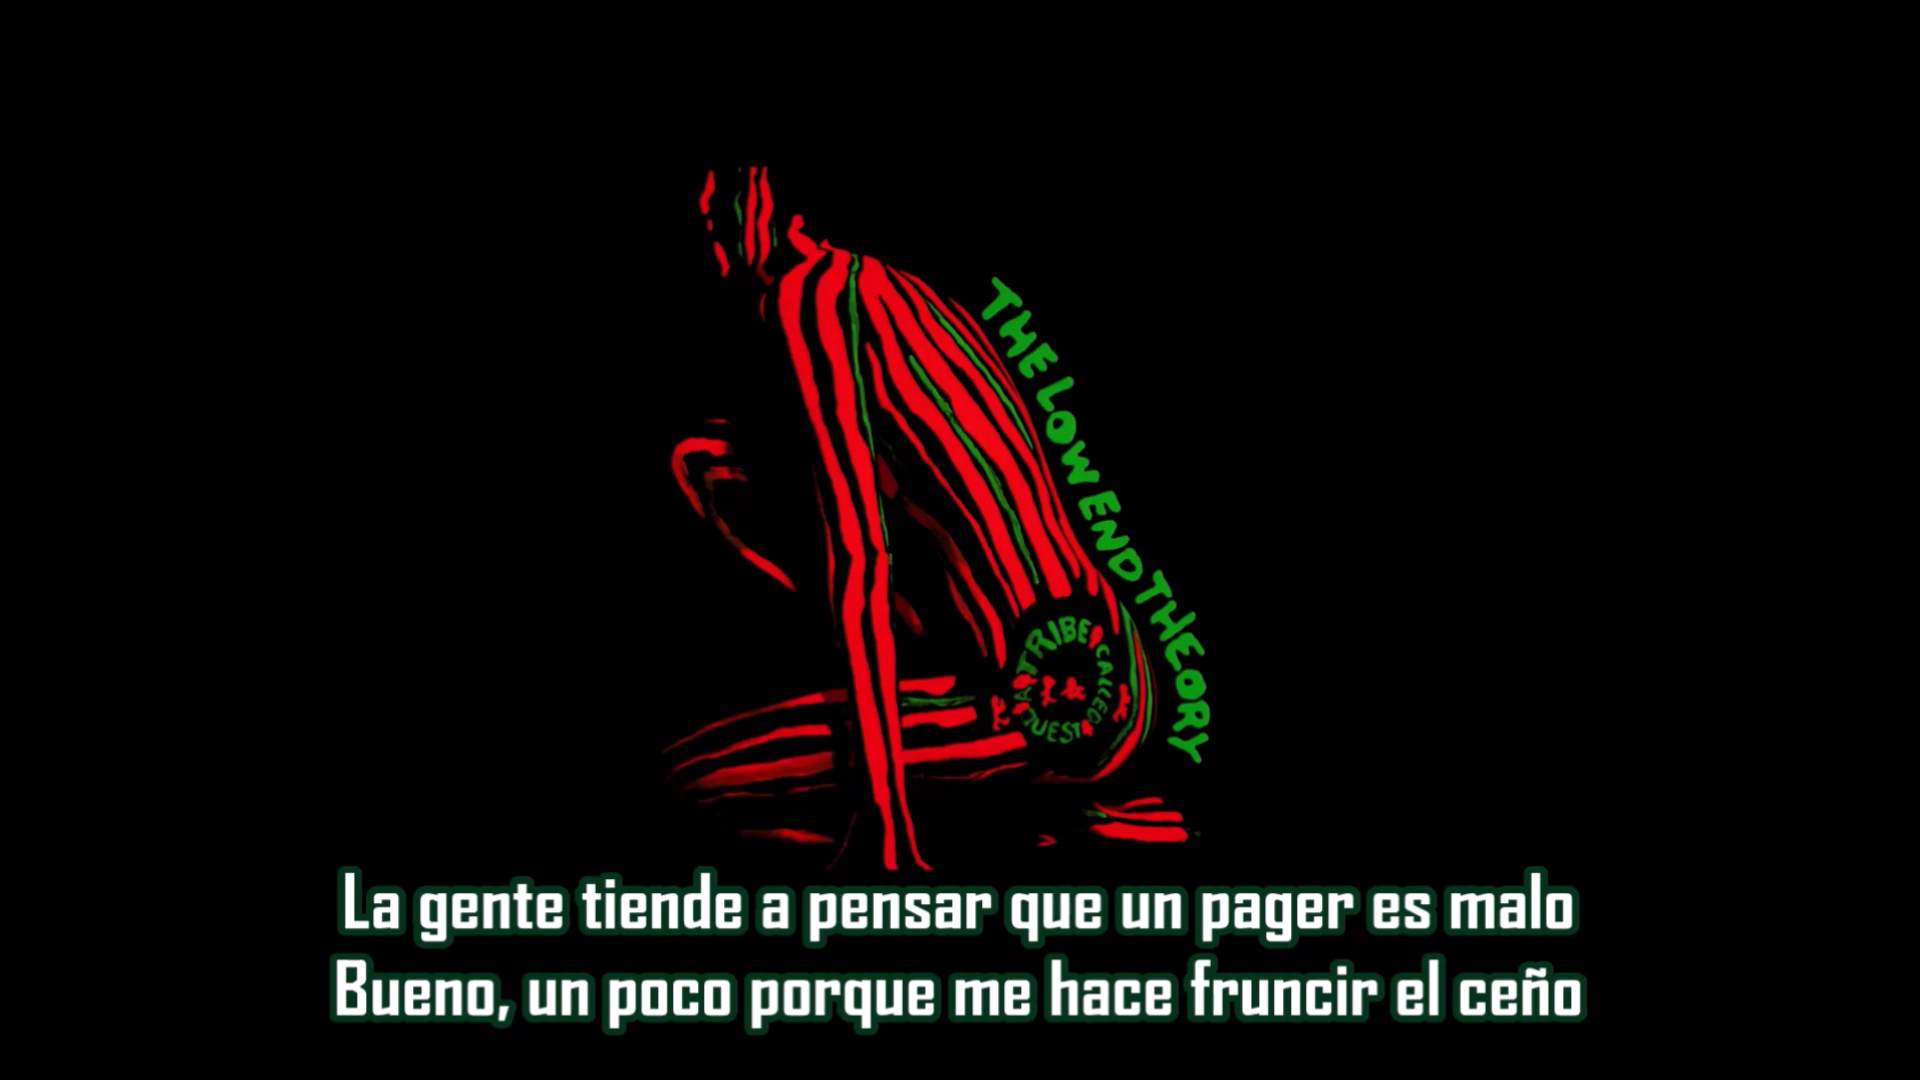 THE LOW END THEORY
A TRIBE CALLED QUEST
La gente tiende a pensar que un pager es malo
Bueno, un poco porque me hace fruncir el ceño